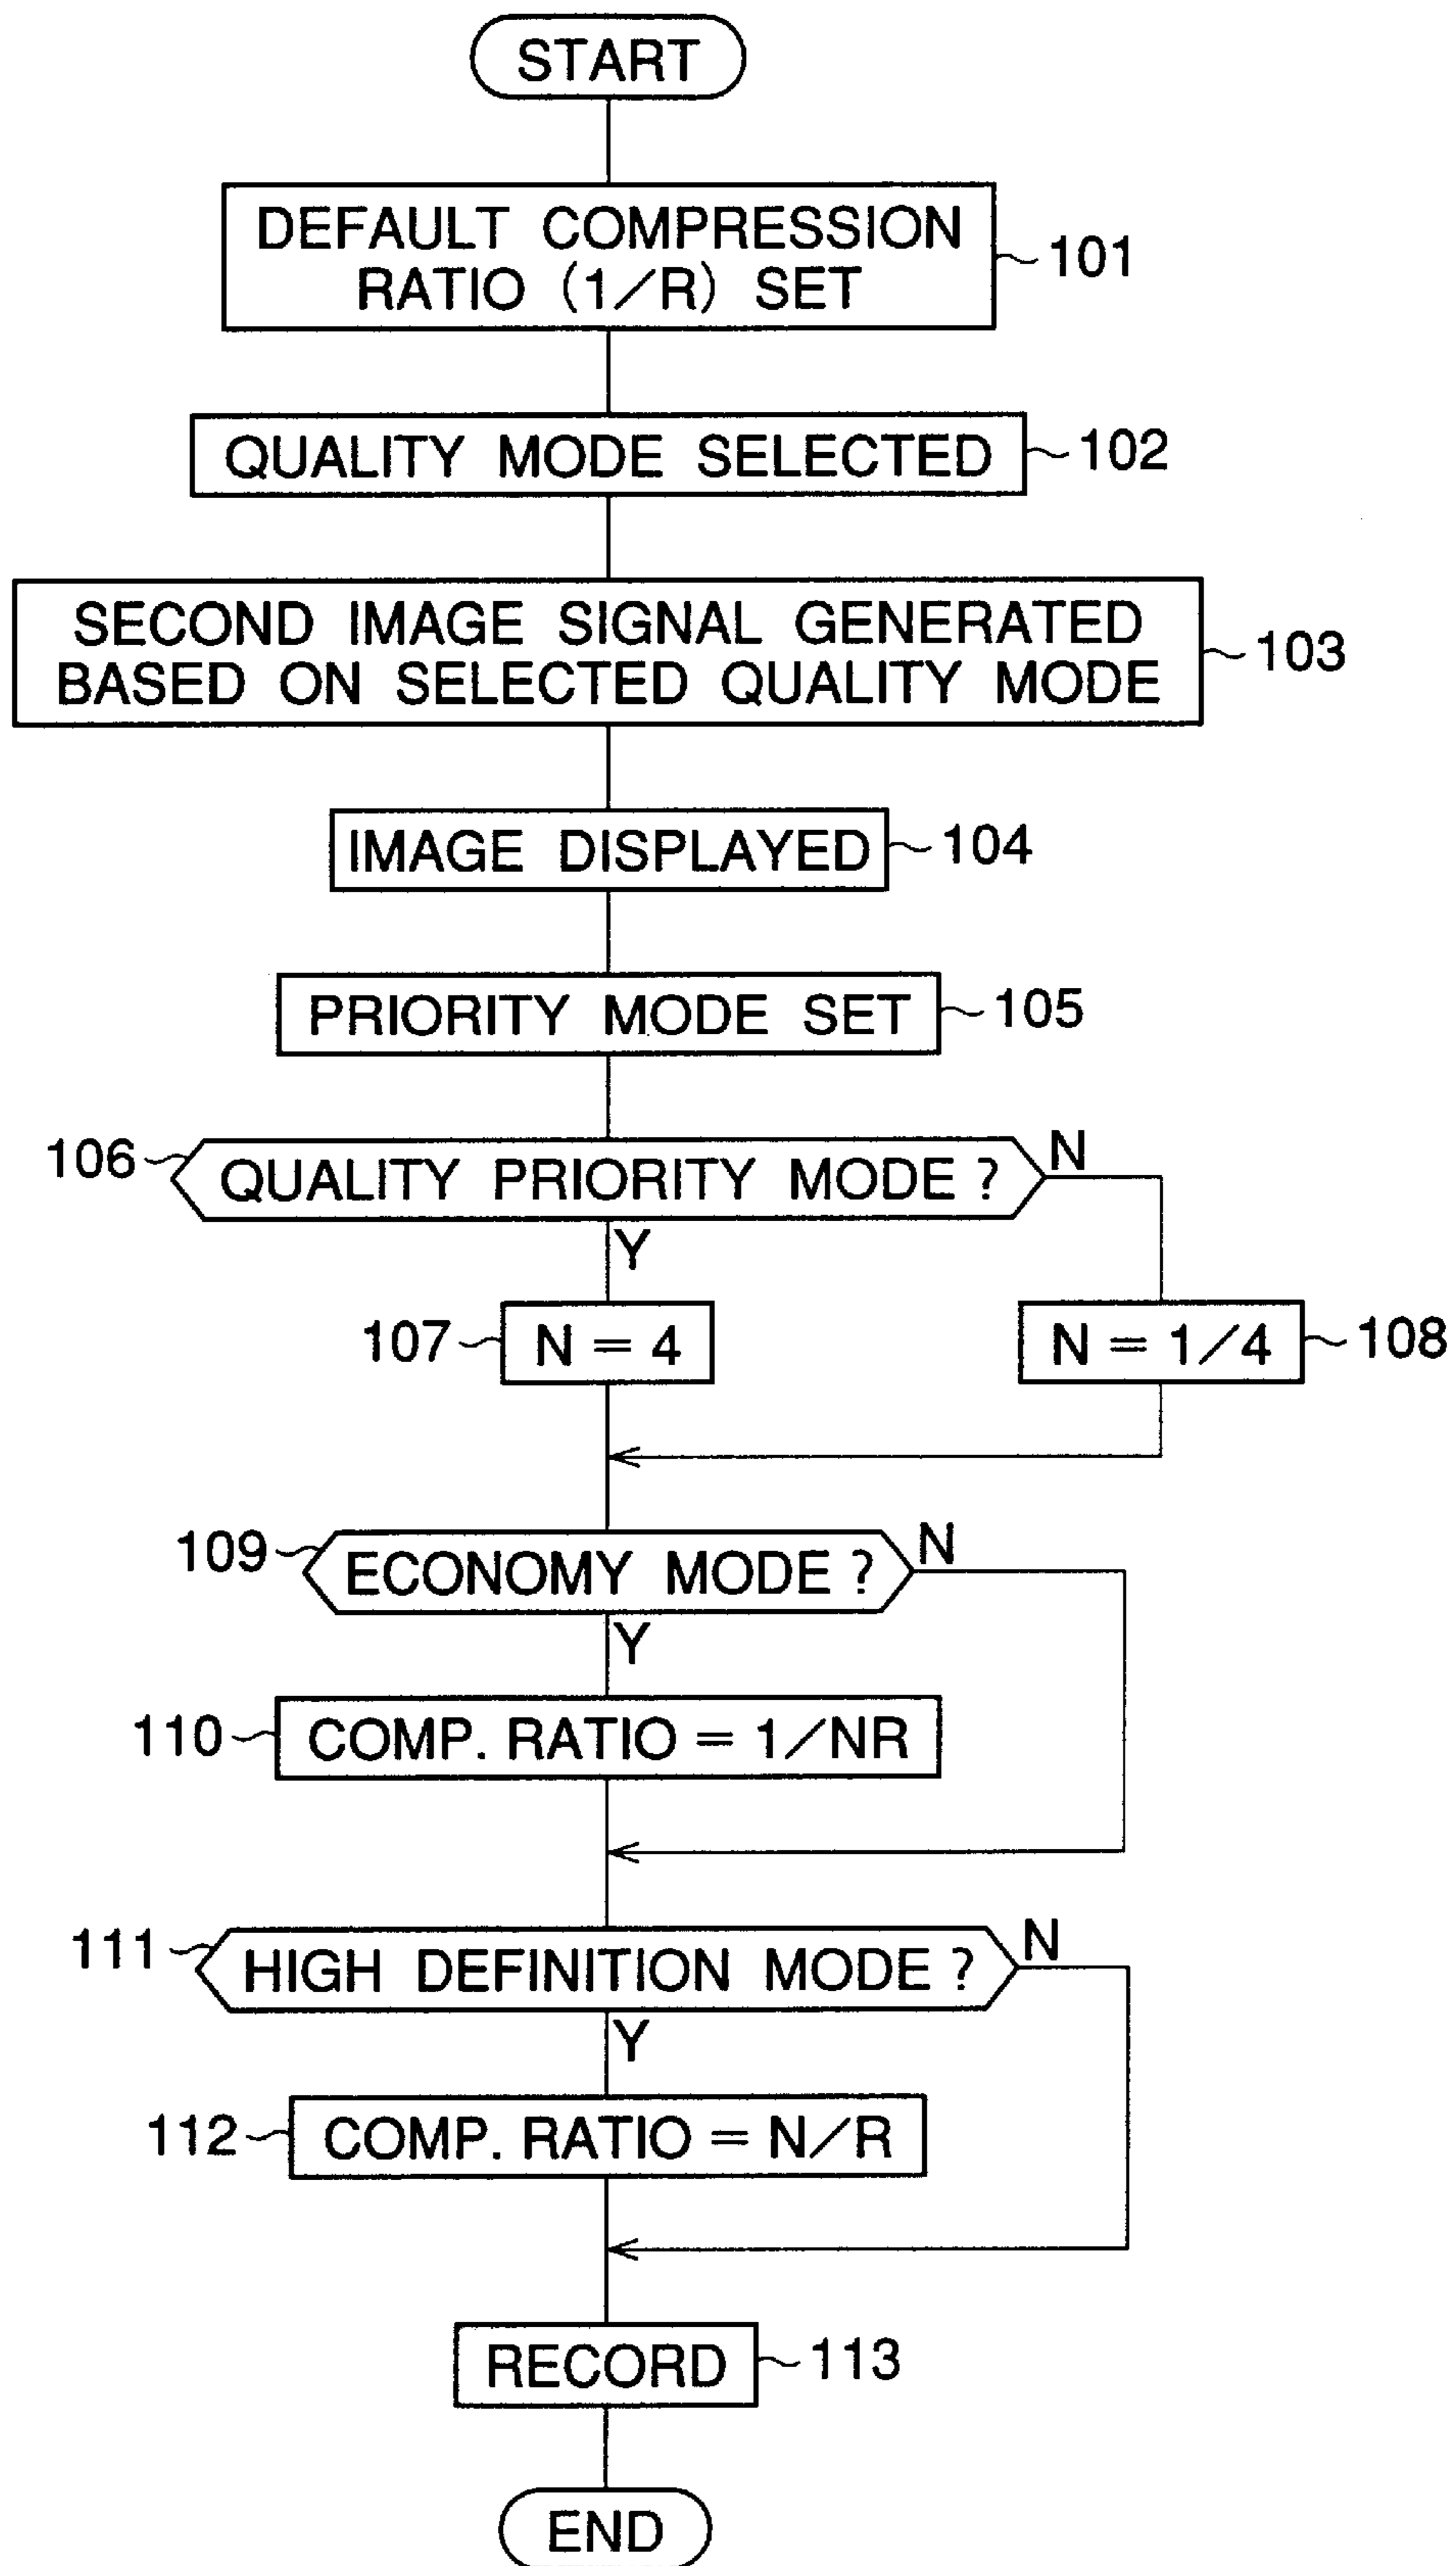 START
DEFAULT COMPRESSION
RATIO (1/R) SET
101
QUALITY MODE SELECTED
102
SECOND IMAGE SIGNAL GENERATED
BASED ON SELECTED QUALITY MODE
103
IMAGE DISPLAYED
104
PRIORITY MODE SET
105
106
QUALITY PRIORITY MODE?
N
Y
107
N = 4
N = 1/4
108
109
ECONOMY MODE?
N
Y
110
COMP. RATIO = 1/NR
111
HIGH DEFINITION MODE?
N
Y
112
COMP. RATIO = N/R
RECORD
113
END